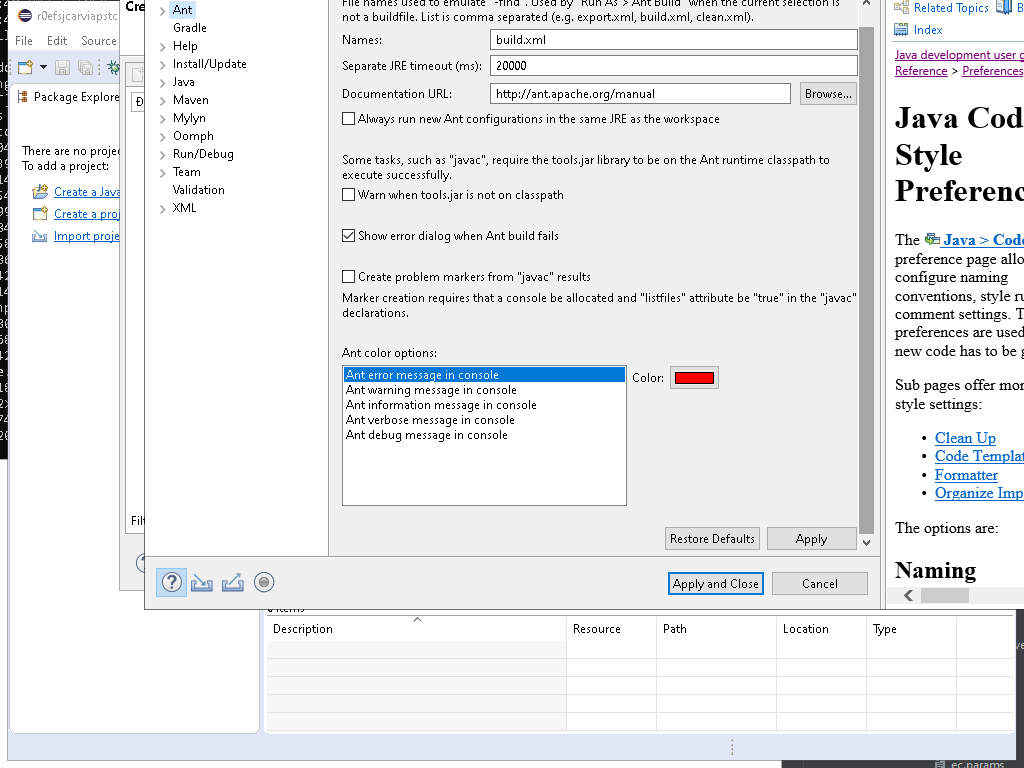 r0efsjcarviapstc
File Edit Source
Package Explore
There are no proje
To add a project:
Create a Java
Create a proj
Import proje
Cre
Ant
Gradle
Help
Install/Update
Java
Maven
Mylyn
Oomph
Run/Debug
Team
Validation
XML
File names used to emulate "-find". Used by "Run As > Ant Build" when the current selection is
not a buildfile. List is comma separated (e.g. export.xml, build.xml, clean.xml).
Names: build.xml
Separate JRE timeout (ms): 20000
Documentation URL: http://ant.apache.org/manual Browse...
Always run new Ant configurations in the same JRE as the workspace
Some tasks, such as "javac", require the tools.jar library to be on the Ant runtime classpath to
execute successfully.
Warn when tools.jar is not on classpath
Show error dialog when Ant build fails
Create problem markers from "javac" results
Marker creation requires that a console be allocated and "listfiles" attribute be "true" in the "javac"
declarations.
Ant color options:
Ant error message in console
Ant warning message in console
Ant information message in console
Ant verbose message in console
Ant debug message in console
Color:
Restore Defaults Apply
Apply and Close Cancel
Filt
Related Topics B
Index
Java development user g
Reference > Preferences
Java Cod
Style
Preferenc
The Java > Code
preference page allo
configure naming
conventions, style ru
comment settings. T
preferences are used
new code has to be g
Sub pages offer mor
style settings:
• Clean Up
• Code Templat
• Formatter
• Organize Imp
The options are:
Naming
Description Resource Path Location Type
ec.params